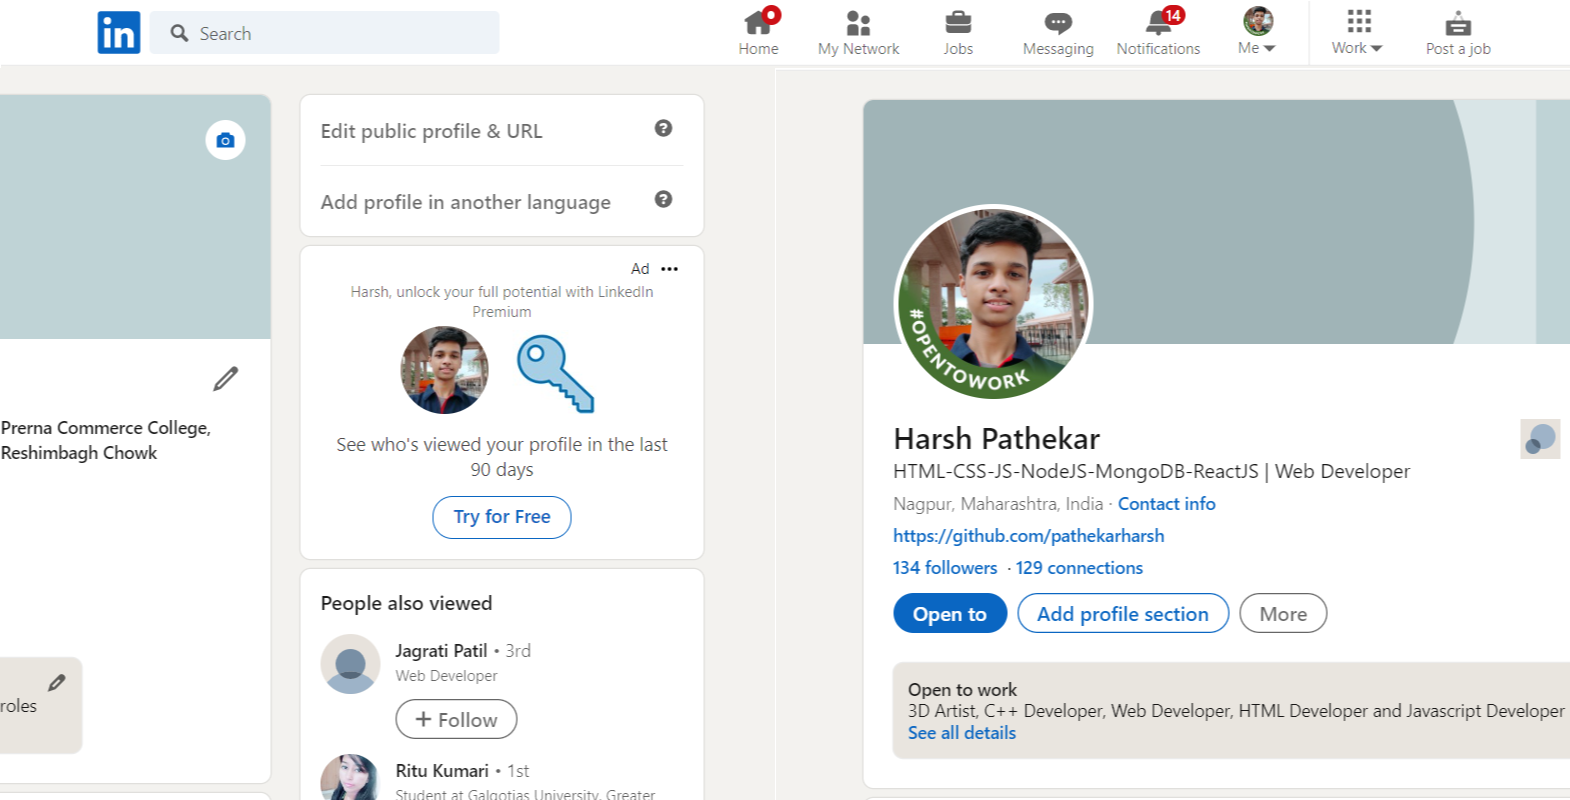 in
Search
Home
My Network
Jobs
Messaging
14
Notifications
Me
Work
Post a job
Prerna Commerce College,
Reshimbagh Chowk
roles
Edit public profile & URL
?
Add profile in another language
?
Ad
Harsh, unlock your full potential with LinkedIn
Premium
See who's viewed your profile in the last
90 days
Try for Free
People also viewed
Jagrati Patil • 3rd
Web Developer
+ Follow
Ritu Kumari • 1st
Student at Galgotias University, Greater
#OPENTOWORK
Harsh Pathekar
HTML-CSS-JS-NodeJS-MongoDB-ReactJS | Web Developer
Nagpur, Maharashtra, India · Contact info
https://github.com/pathekarharsh
134 followers · 129 connections
Open to
Add profile section
More
Open to work
3D Artist, C++ Developer, Web Developer, HTML Developer and Javascript Developer
See all details